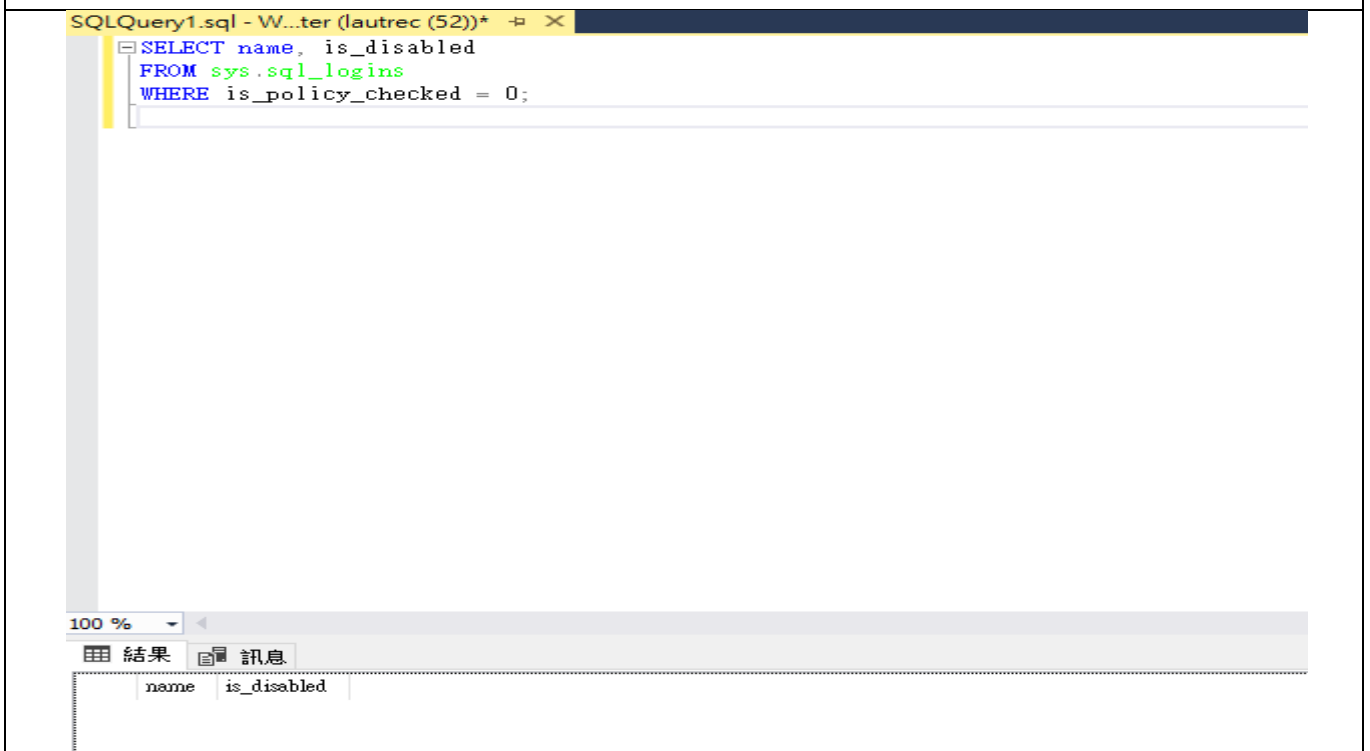 SQLQuery1.sql - W...ter (lautrec (52))*
SELECT name, is_disabled
FROM sys.sql_logins
WHERE is_policy_checked = 0;
100 %
結果 訊息
name is_disabled